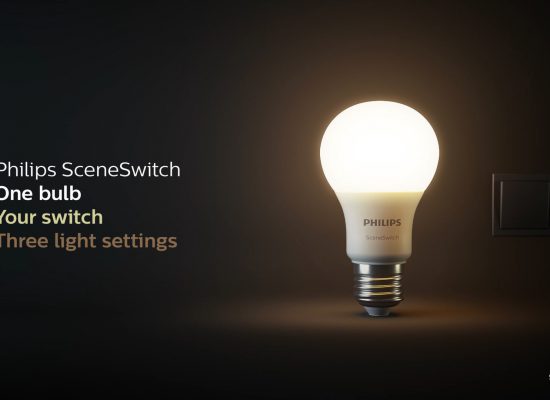 Philips SceneSwitch
One bulb
Your switch
Three light settings
PHILIPS
SceneSwitch